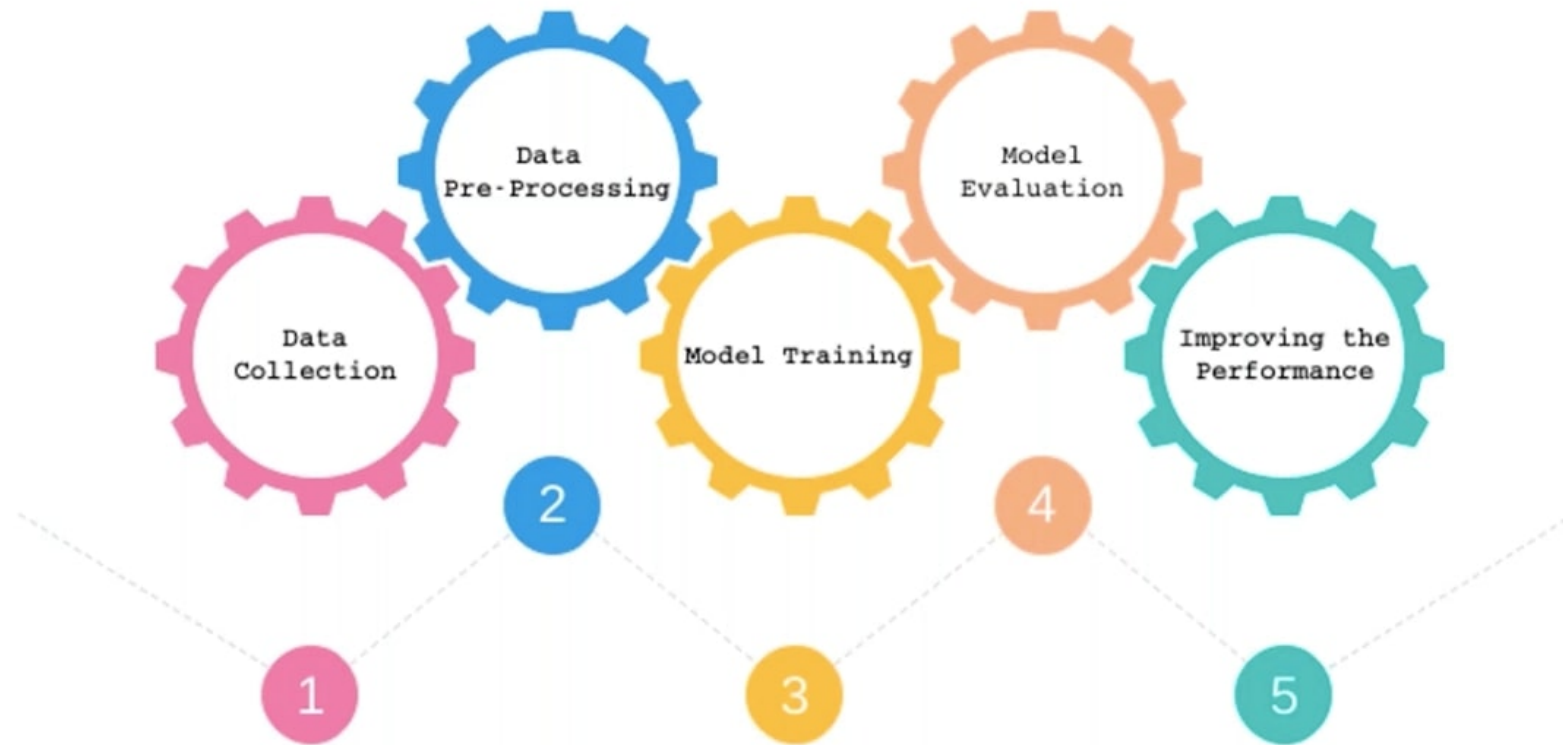 Data
Collection
1
Data
Pre-Processing
2
Model Training
3
Model
Evaluation
4
Improving the
Performance
5